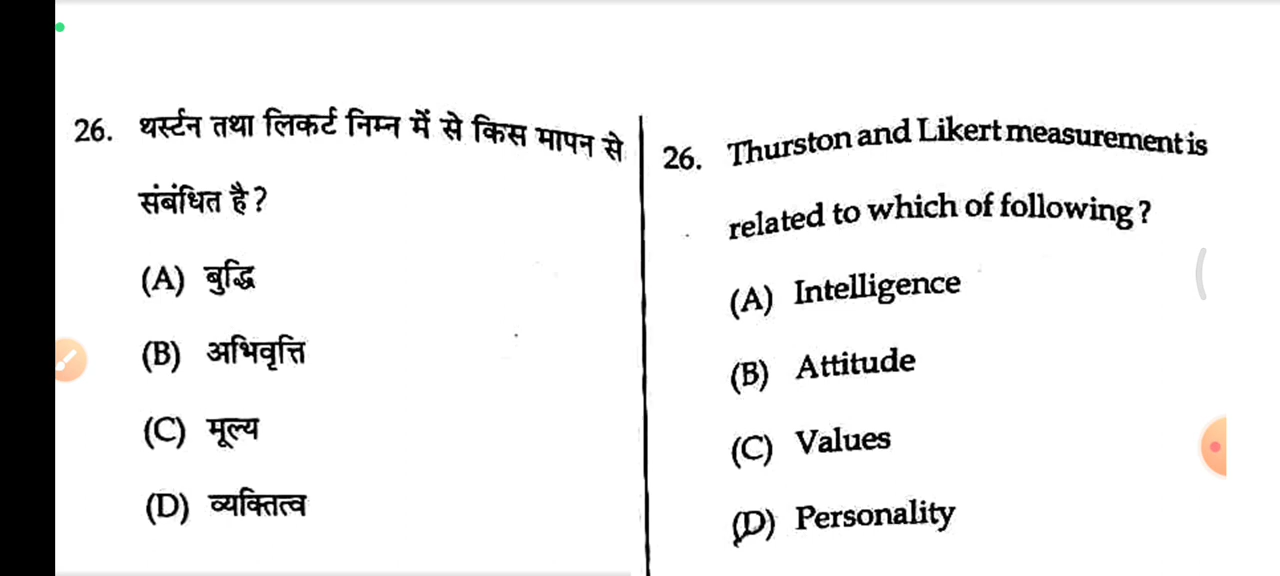 26. थर्स्टन तथा लिकर्ट निम्न में से किस मापन से
संबंधित है ?
(A) बुद्धि
(B) अभिवृत्ति
(C) मूल्य
(D) व्यक्तित्व
26. Thurston and Likert measurement is
related to which of following ?
(A) Intelligence
(B) Attitude
(C) Values
(D) Personality